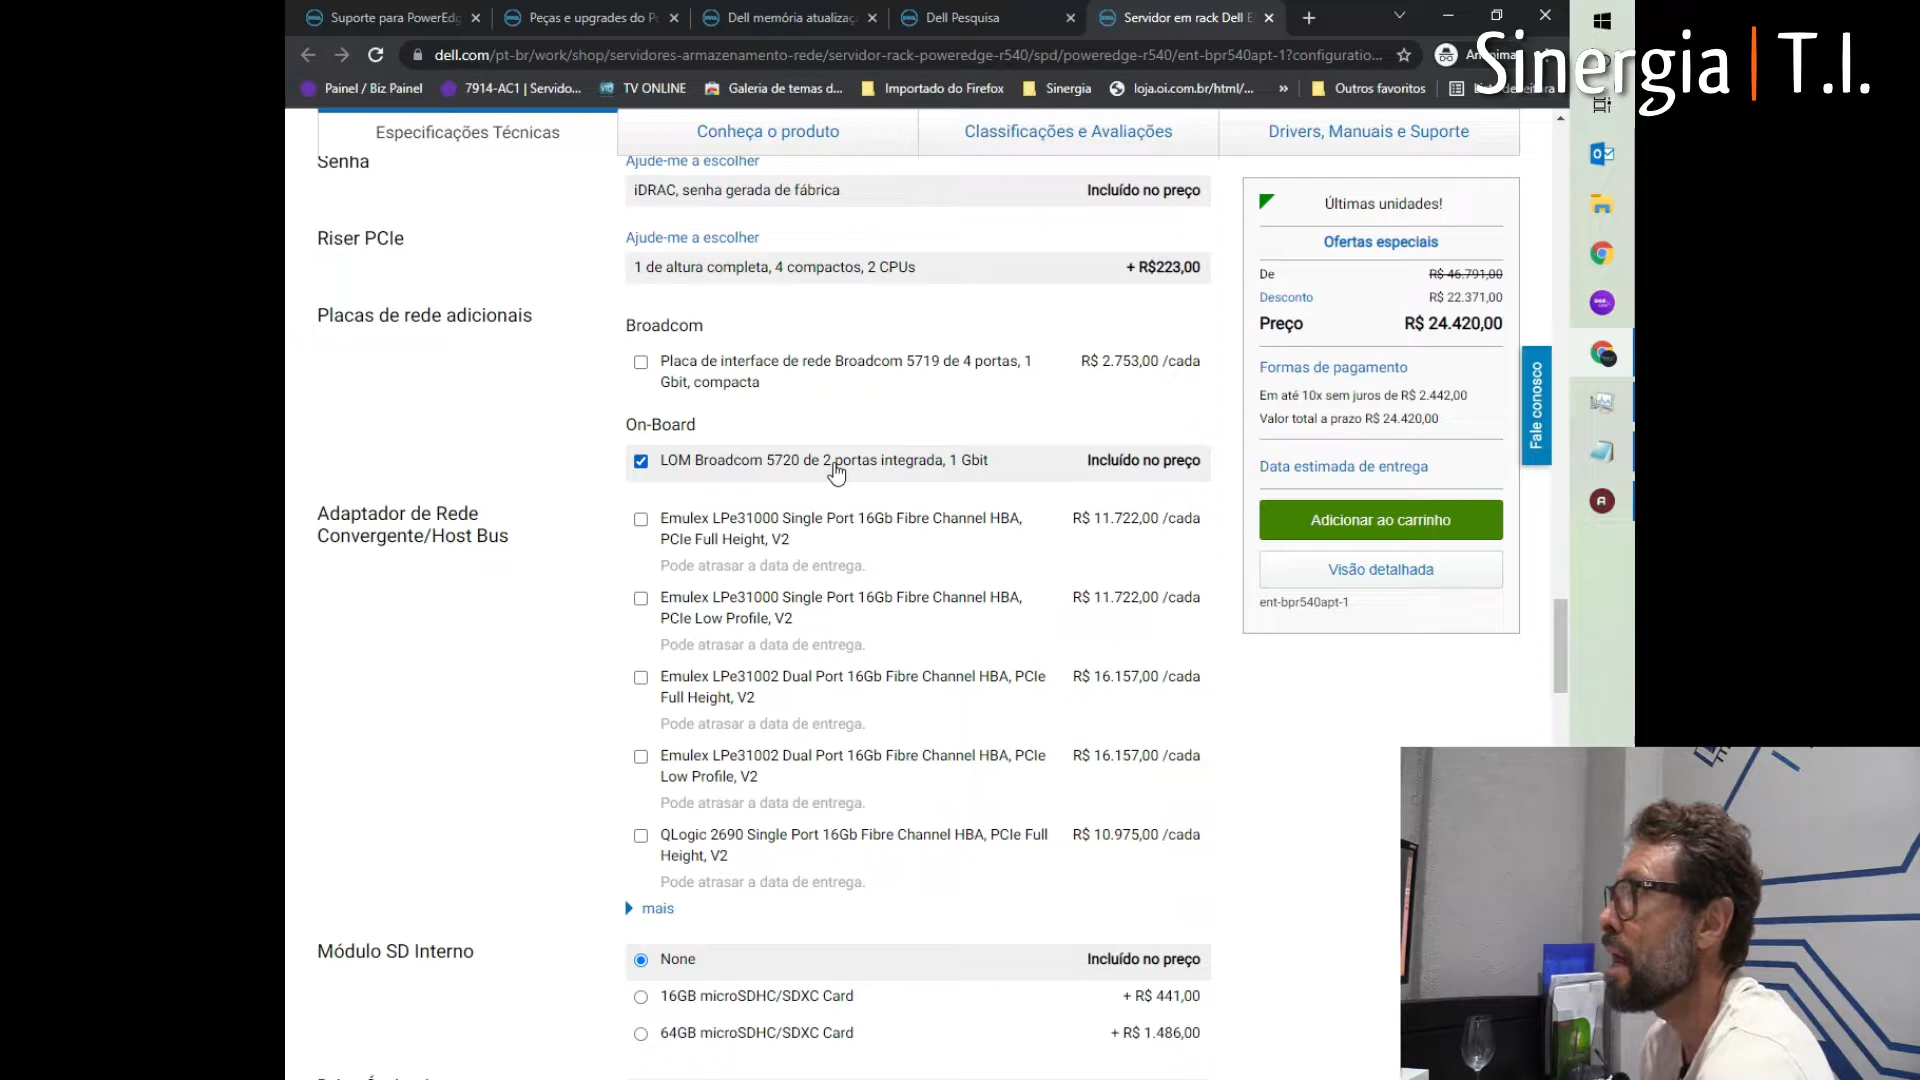 Suporte para PowerEdg
Peças e upgrades do P
Dell memória atualizaç
Dell Pesquisa
Servidor em rack Dell E
dell.com/pt-br/work/shop/servidores-armazenamento-rede/servidor-rack-poweredge-r540/spd/poweredge-r540/ent-bpr540apt-1?configuratio...
Sinergia | T.I.
Painel / Biz Painel
7914-AC1 | Servido...
TV ONLINE
Galeria de temas d...
Importado do Firefox
Sinergia
loja.oi.com.br/html/...
»
Outros favoritos
Especificações Técnicas
Conheça o produto
Classificações e Avaliações
Drivers, Manuais e Suporte
Senha
Ajude-me a escolher
iDRAC, senha gerada de fábrica
Incluído no preço
Riser PCIe
Ajude-me a escolher
1 de altura completa, 4 compactos, 2 CPUs
+ R$223,00
Placas de rede adicionais
Broadcom
Placa de interface de rede Broadcom 5719 de 4 portas, 1
Gbit, compacta
R$ 2.753,00 /cada
On-Board
LOM Broadcom 5720 de 2 portas integrada, 1 Gbit
Incluído no preço
Adaptador de Rede
Convergente/Host Bus
Emulex LPe31000 Single Port 16Gb Fibre Channel HBA,
PCIe Full Height, V2
R$ 11.722,00 /cada
Pode atrasar a data de entrega.
Emulex LPe31000 Single Port 16Gb Fibre Channel HBA,
PCIe Low Profile, V2
R$ 11.722,00 /cada
Pode atrasar a data de entrega.
Emulex LPe31002 Dual Port 16Gb Fibre Channel HBA, PCIe
Full Height, V2
R$ 16.157,00 /cada
Pode atrasar a data de entrega.
Emulex LPe31002 Dual Port 16Gb Fibre Channel HBA, PCIe
Low Profile, V2
R$ 16.157,00 /cada
Pode atrasar a data de entrega.
QLogic 2690 Single Port 16Gb Fibre Channel HBA, PCIe Full
Height, V2
R$ 10.975,00 /cada
Pode atrasar a data de entrega.
mais
Módulo SD Interno
None
Incluído no preço
16GB microSDHC/SDXC Card
+ R$ 441,00
64GB microSDHC/SDXC Card
+ R$ 1.486,00
Últimas unidades!
Ofertas especiais
De
R$ 46.791,00
Desconto
R$ 22.371,00
Preço
R$ 24.420,00
Formas de pagamento
Em até 10x sem juros de R$ 2.442,00
Valor total a prazo R$ 24.420,00
Data estimada de entrega
Adicionar ao carrinho
Visão detalhada
ent-bpr540apt-1
Fale conosco